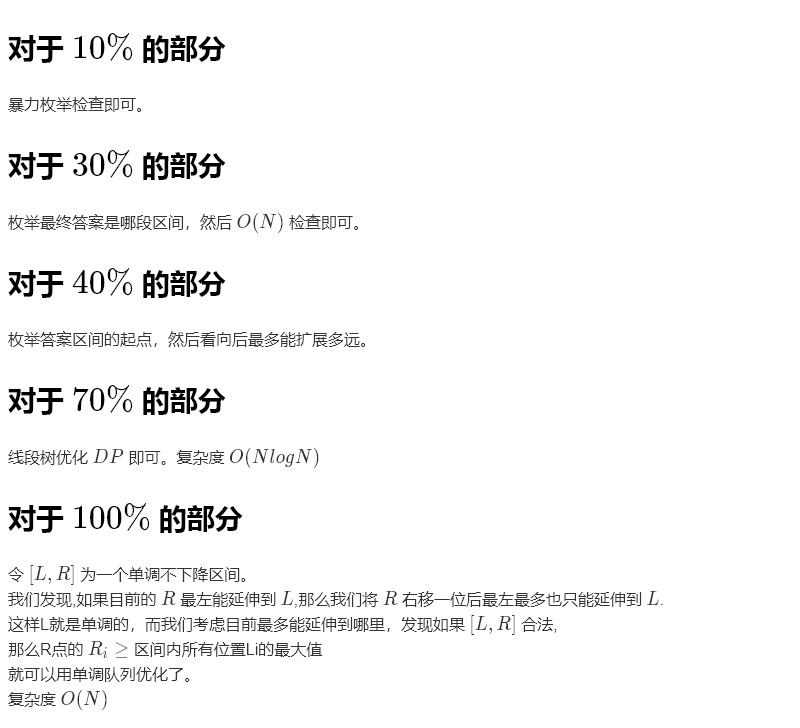 对于 10% 的部分
暴力枚举检查即可。
对于 30% 的部分
枚举最终答案是哪段区间，然后 O(N) 检查即可。
对于 40% 的部分
枚举答案区间的起点，然后看向后最多能扩展多远。
对于 70% 的部分
线段树优化 DP 即可。复杂度 O(NlogN)
对于 100% 的部分
令 [L, R] 为一个单调不下降区间。
我们发现,如果目前的 R 最左能延伸到 L,那么我们将 R 右移一位后最左最多也只能延伸到 L.
这样L就是单调的，而我们考虑目前最多能延伸到哪里，发现如果 [L, R] 合法,
那么R点的 R_i ≥ 区间内所有位置Li的最大值
就可以用单调队列优化了。
复杂度 O(N)